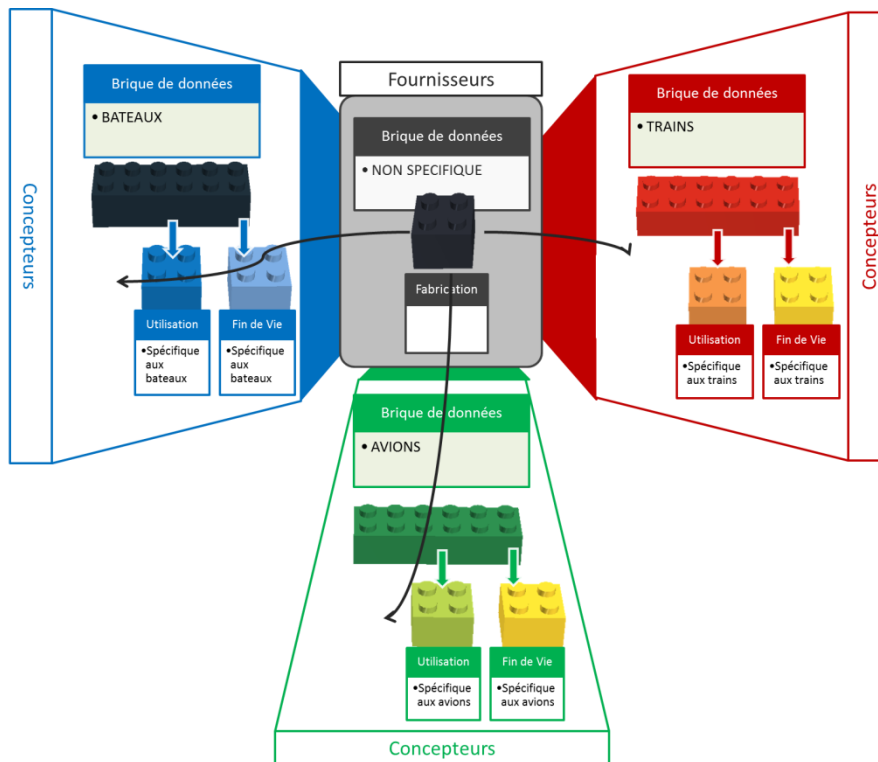 Concepteurs
Brique de données
• BATEAUX
Utilisation
•Spécifique
aux
bateaux
Fin de Vie
•Spécifique
aux
bateaux
Fournisseurs
Brique de données
• NON SPECIFIQUE
Fabrication
Brique de données
• TRAINS
Utilisation
•Spécifique
aux trains
Fin de Vie
•Spécifique
aux trains
Concepteurs
Brique de données
• AVIONS
Utilisation
•Spécifique
aux avions
Fin de Vie
•Spécifique
aux avions
Concepteurs